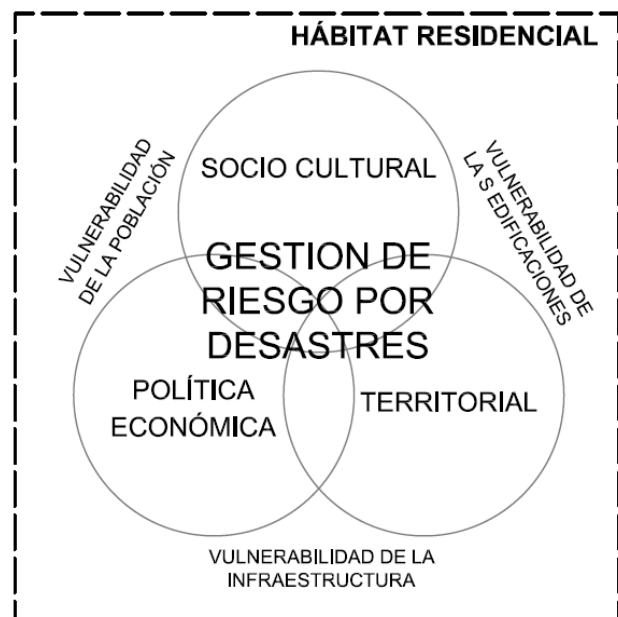 HÁBITAT RESIDENCIAL
VULNERABILIDAD
DE LA POBLACIÓN
SOCIO CULTURAL
VULNERABILIDAD DE
LA S EDIFICACIONES
GESTION DE
RIESGO POR
DESASTRES
POLÍTICA
ECONÓMICA
TERRITORIAL
VULNERABILIDAD DE LA
INFRAESTRUCTURA